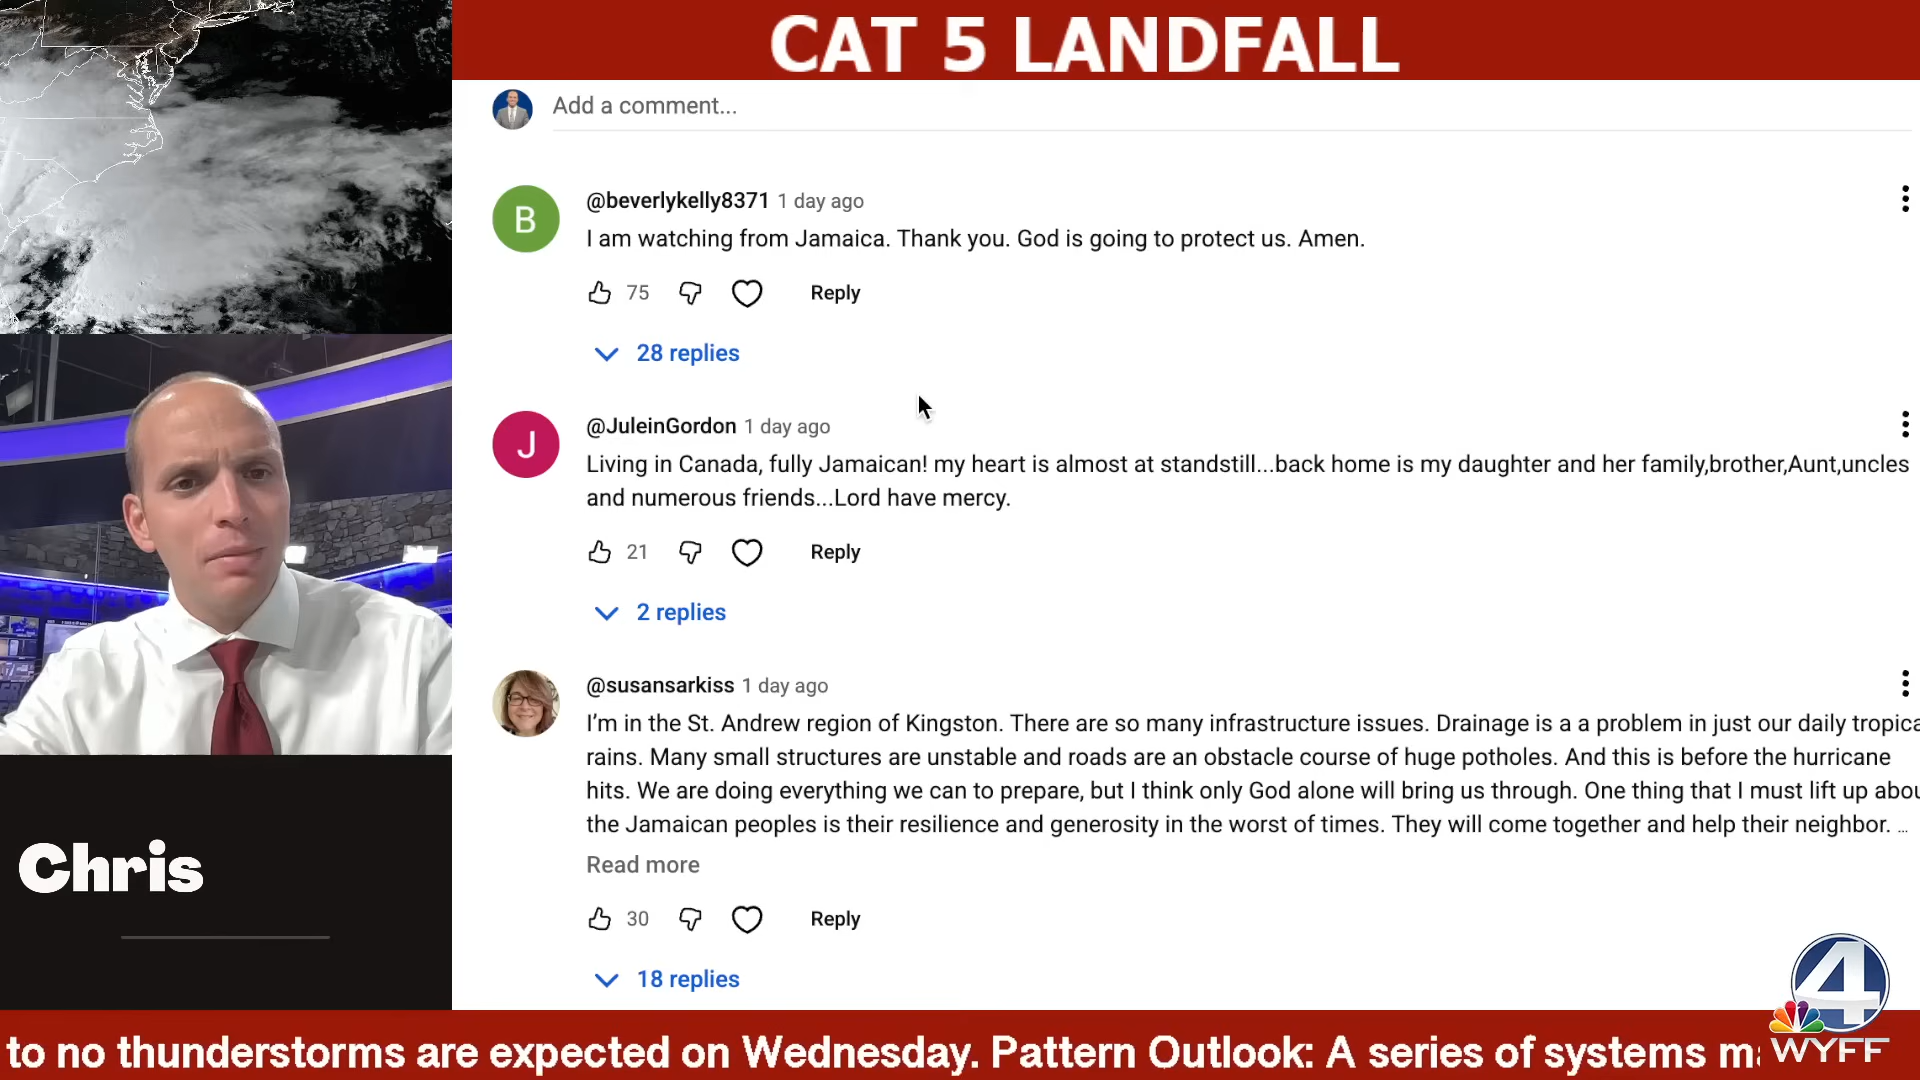 CAT 5 LANDFALL
Add a comment...
B
@beverlykelly8371 1 day ago
I am watching from Jamaica. Thank you. God is going to protect us. Amen.
75
Reply
28 replies
J
@JuleinGordon 1 day ago
Living in Canada, fully Jamaican! my heart is almost at standstill...back home is my daughter and her family,brother,Aunt,uncles
and numerous friends...Lord have mercy.
21
Reply
2 replies
@susansarkiss 1 day ago
I'm in the St. Andrew region of Kingston. There are so many infrastructure issues. Drainage is a a problem in just our daily tropica
rains. Many small structures are unstable and roads are an obstacle course of huge potholes. And this is before the hurricane
hits. We are doing everything we can to prepare, but I think only God alone will bring us through. One thing that I must lift up abou
the Jamaican peoples is their resilience and generosity in the worst of times. They will come together and help their neighbor. ...
Read more
30
Reply
18 replies
Chris
4
WYFF
to no thunderstorms are expected on Wednesday. Pattern Outlook: A series of systems m